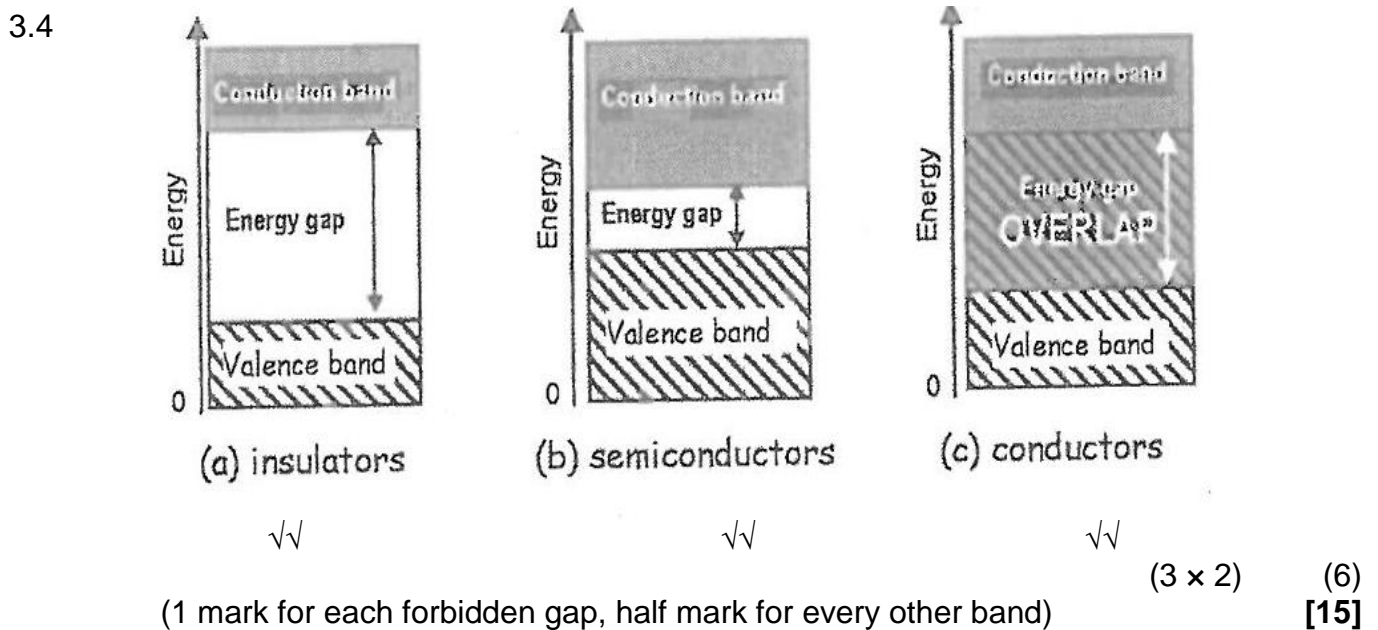 3.4
Conduction band
Energy gap
Valence band
Energy
0
(a) insulators
Conduction band
Energy gap
Valence band
Energy
0
(b) semiconductors
Conduction band
Energy gap
OVERLAP
Valence band
Energy
0
(c) conductors
√√ √√ √√
(3 × 2) (6)
(1 mark for each forbidden gap, half mark for every other band) [15]